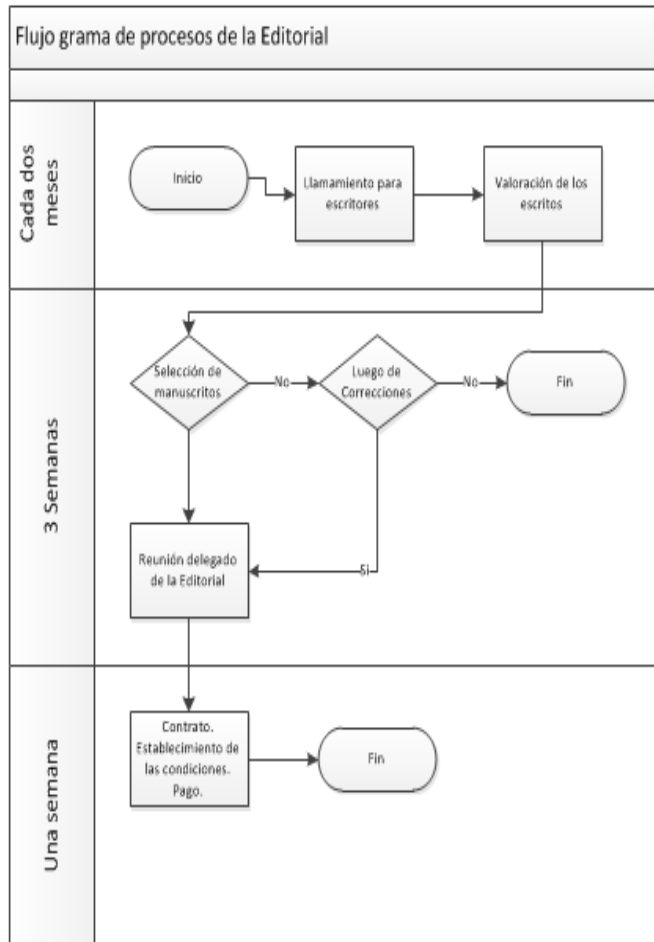 Flujo grama de procesos de la Editorial
Cada dos
meses
Inicio
Llamamiento para
escritores
Valoración de los
escritos
3 Semanas
Selección de
manuscritos
No
Luego de
Correcciones
No
Fin
Reunión delegado
de la Editorial
Si
Una semana
Contrato.
Establecimiento de
las condiciones.
Pago.
Fin